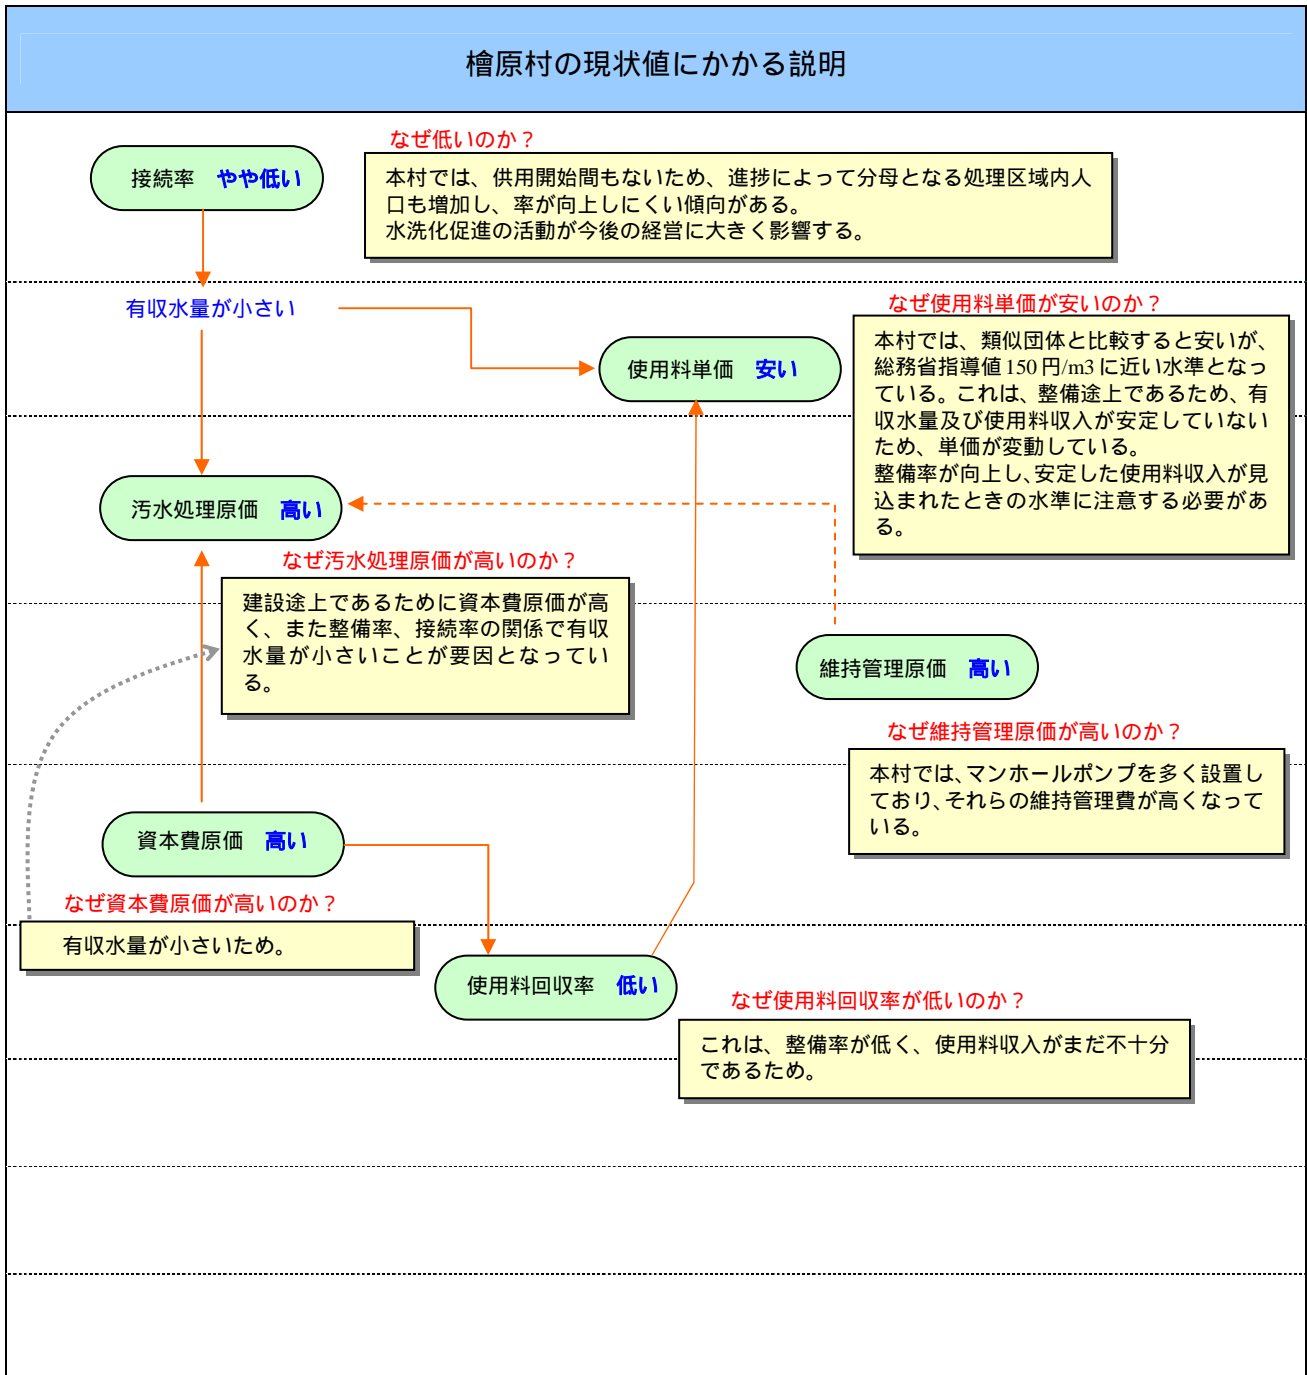 檜原村の現状値にかかる説明
なぜ低いのか？
接続率　やや低い
本村では、供用開始間もないため、進捗によって分母となる処理区域内人
口も増加し、率が向上しにくい傾向がある。
水洗化促進の活動が今後の経営に大きく影響する。
有収水量が小さい
なぜ使用料単価が安いのか？
使用料単価　安い
本村では、類似団体と比較すると安いが、
総務省指導値 150 円/m3 に近い水準となっ
ている。これは、整備途上であるため、有
収水量及び使用料収入が安定していない
ため、単価が変動している。
整備率が向上し、安定した使用料収入が見
込まれたときの水準に注意する必要があ
る。
汚水処理原価　高い
なぜ汚水処理原価が高いのか？
建設途上であるために資本費原価が高
く、また整備率、接続率の関係で有収
水量が小さいことが要因となってい
る。
維持管理原価　高い
なぜ維持管理原価が高いのか？
本村では、マンホールポンプを多く設置し
ており、それらの維持管理費が高くなって
いる。
資本費原価　高い
なぜ資本費原価が高いのか？
有収水量が小さいため。
使用料回収率　低い
なぜ使用料回収率が低いのか？
これは、整備率が低く、使用料収入がまだ不十分
であるため。